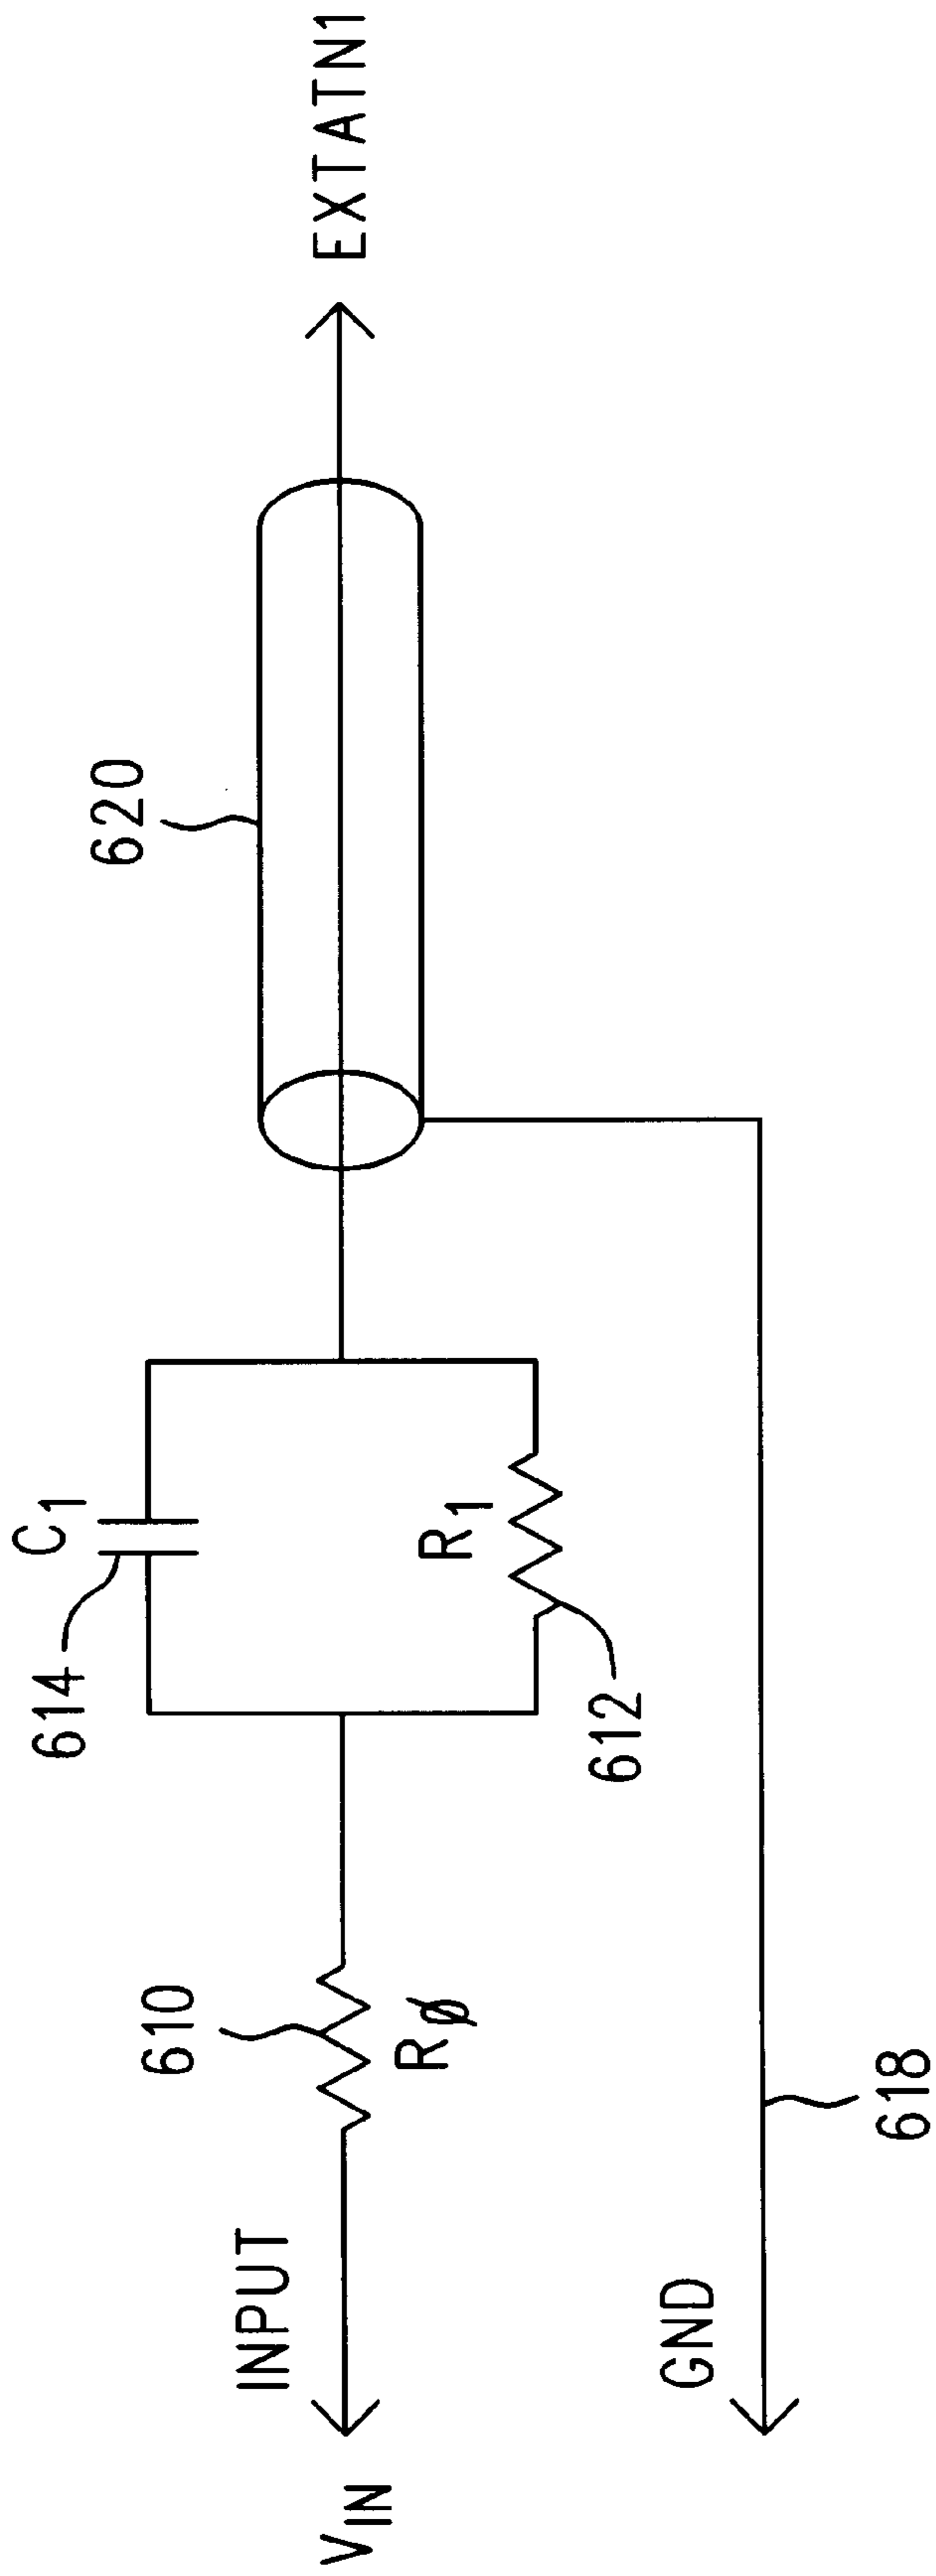 C1
614
620
610
INPUT
VIN
RØ
R1
612
EXTATN1
GND
618